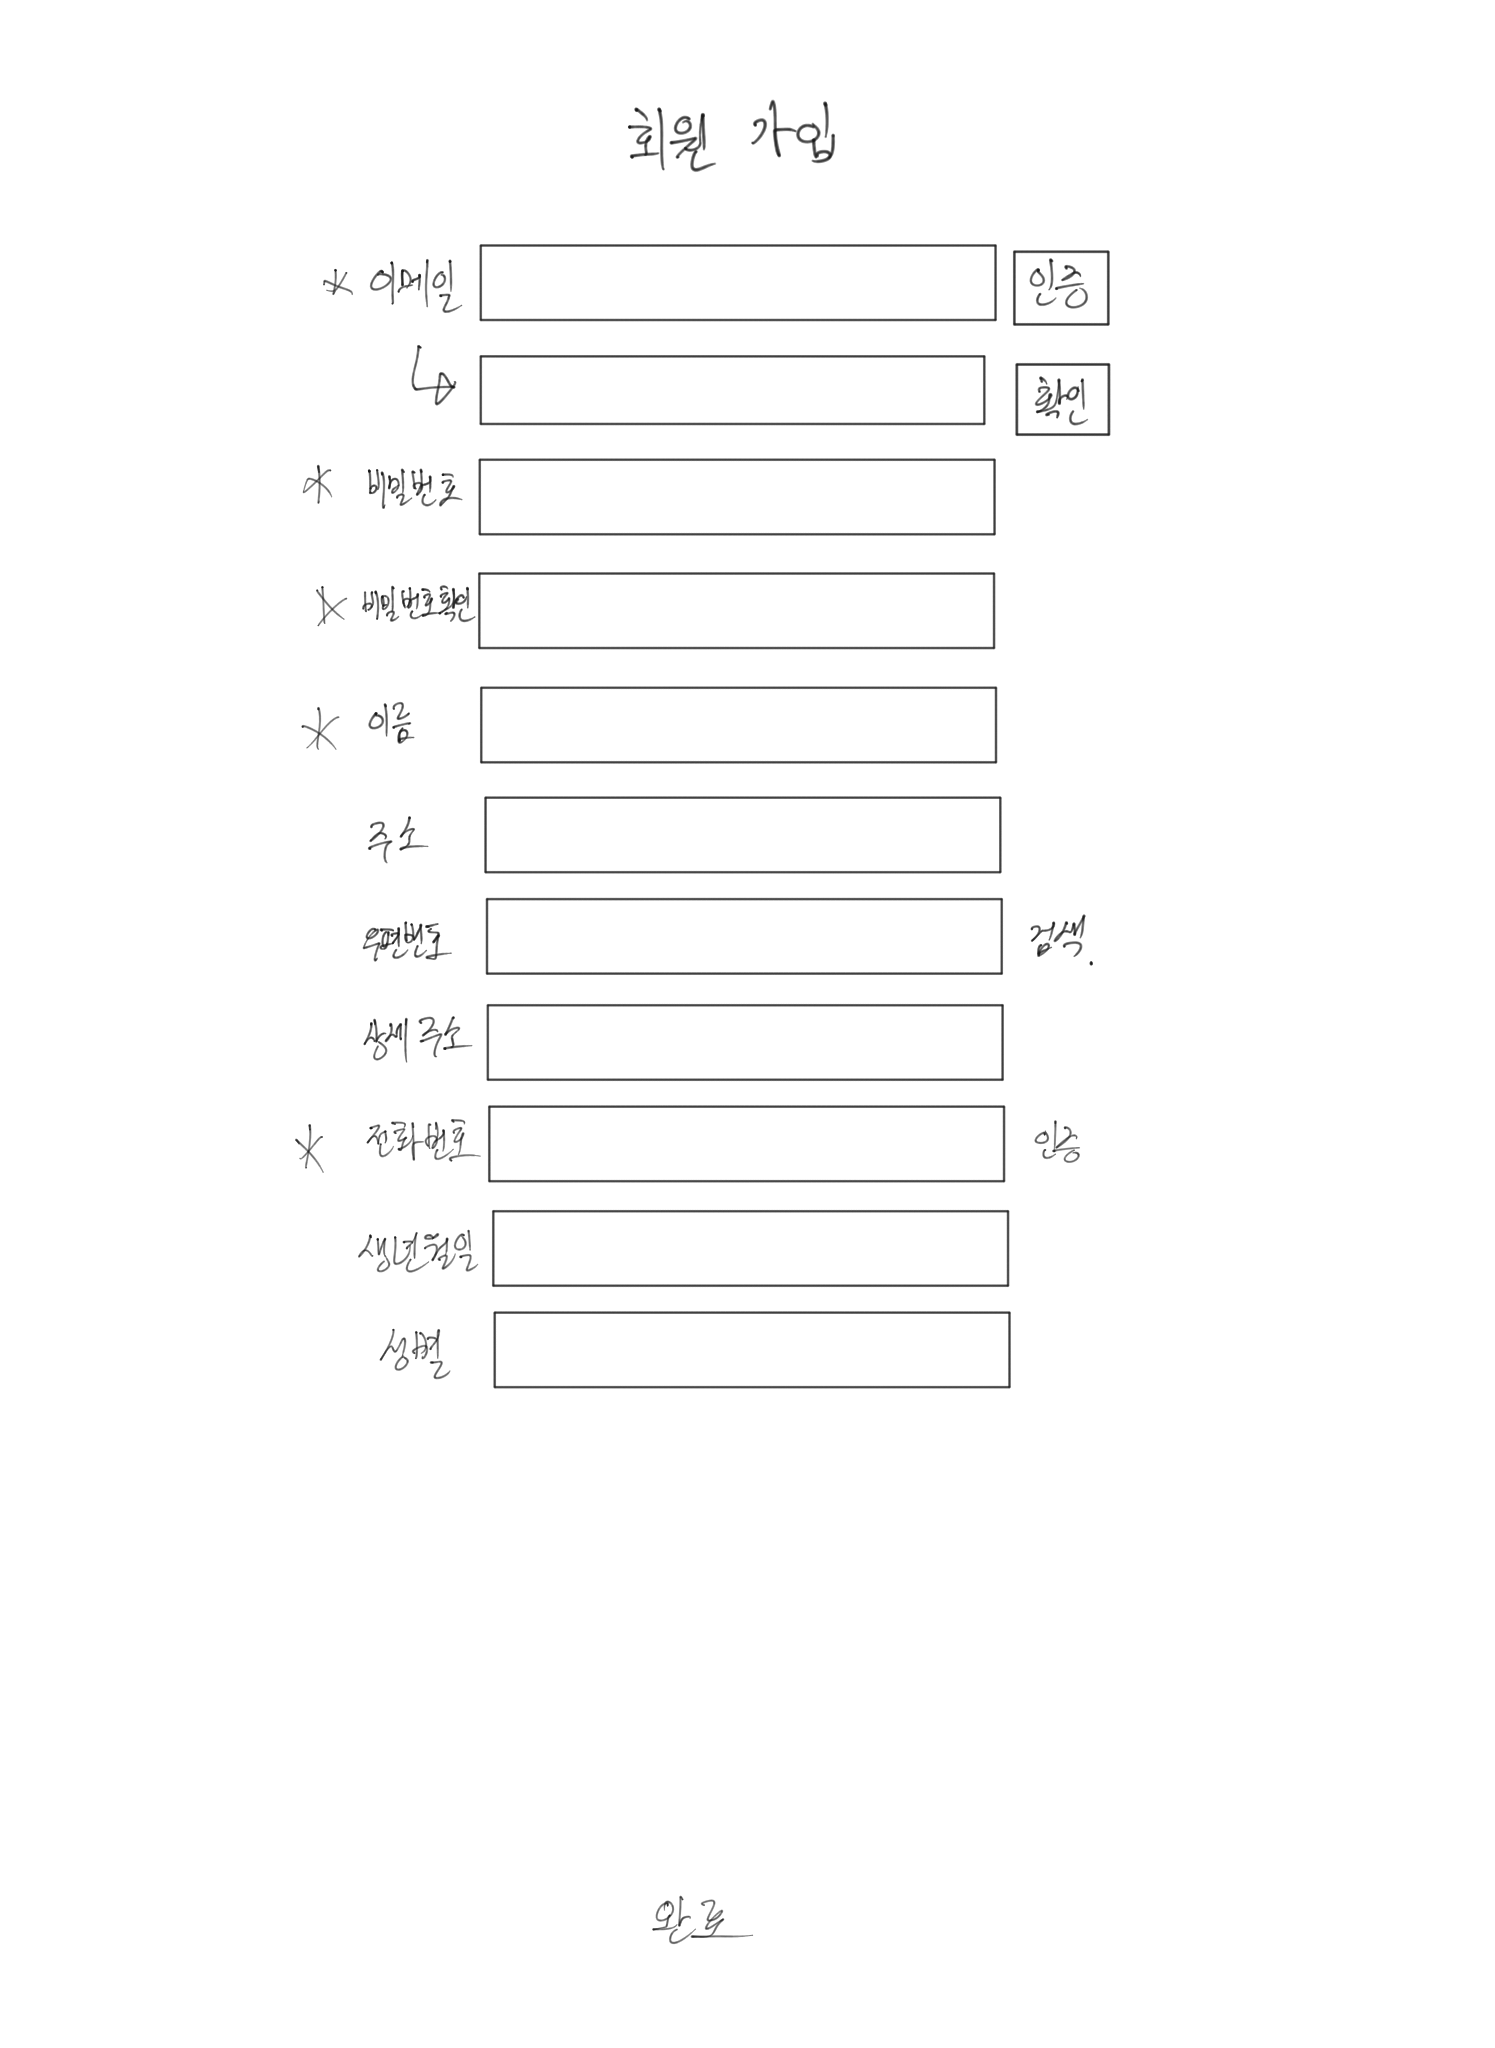 회원 가입
* 이메일 인증
확인
* 비밀번호
* 비밀번호확인
* 이름
주소
우편번호 검색.
상세 주소
* 전화번호 인증
생년월일
성별
완료